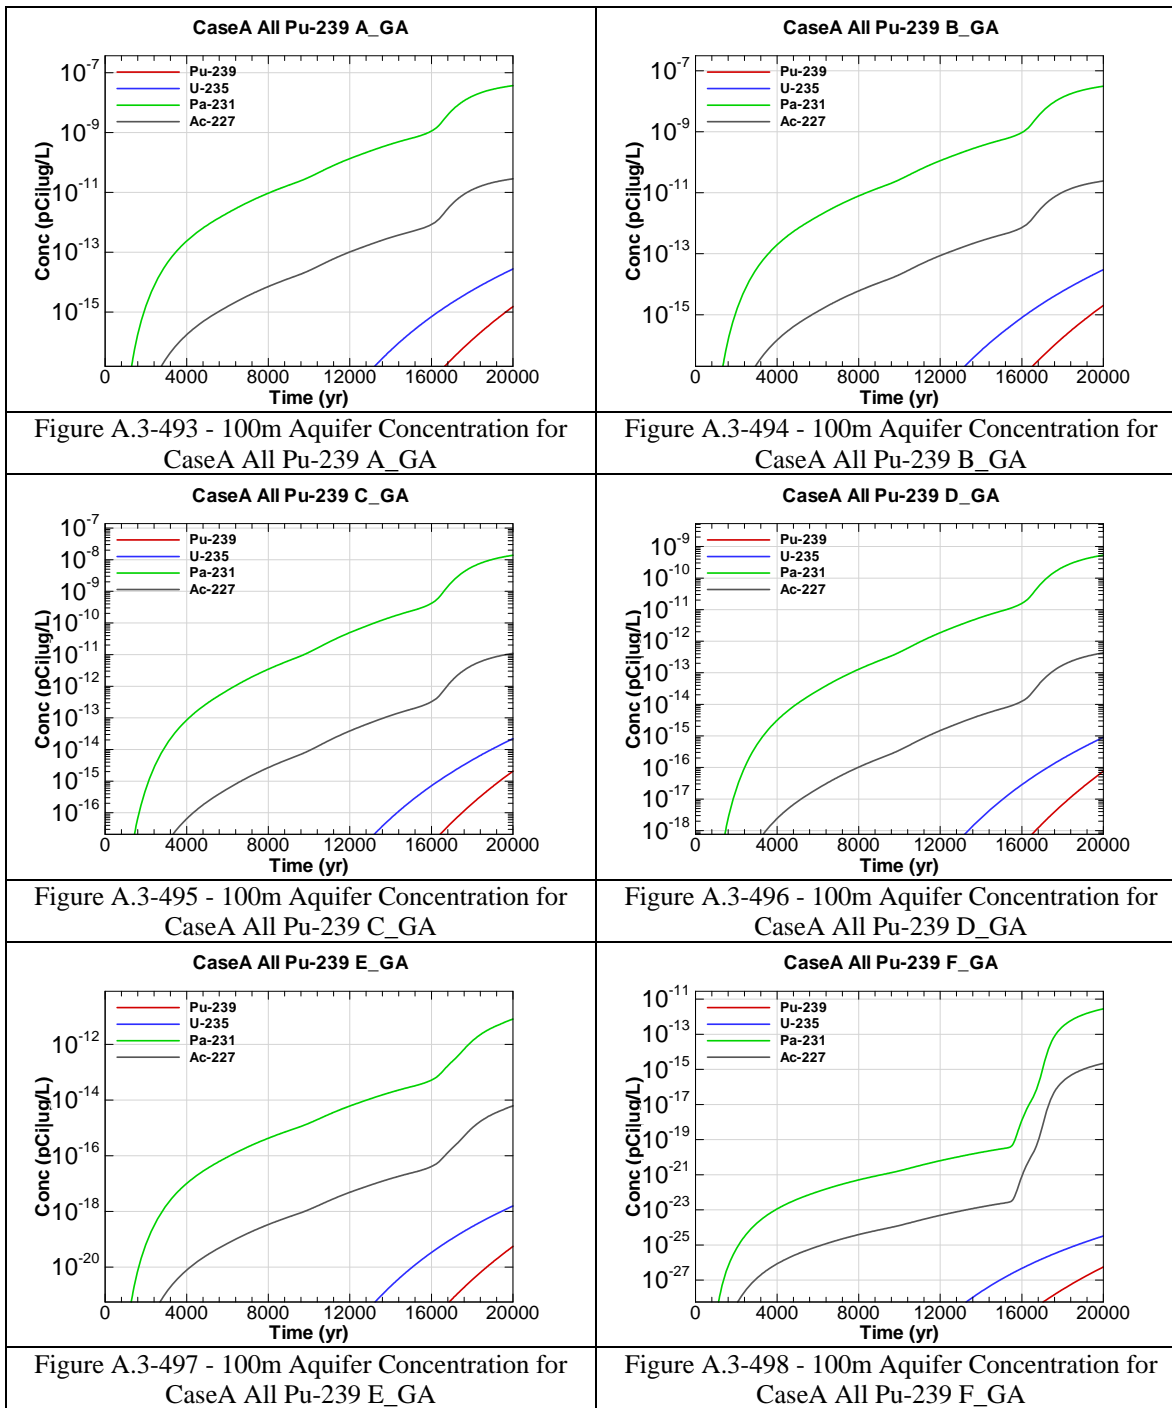 CaseA All Pu-239 A_GA
Conc (pCi|ug/L)
10-7
10-9
10-11
10-13
10-15
Pu-239
U-235
Pa-231
Ac-227
0 4000 8000 12000 16000 20000
Time (yr)
Figure A.3-493 - 100m Aquifer Concentration for
CaseA All Pu-239 A_GA
CaseA All Pu-239 B_GA
Conc (pCi|ug/L)
10-7
10-9
10-11
10-13
10-15
Pu-239
U-235
Pa-231
Ac-227
0 4000 8000 12000 16000 20000
Time (yr)
Figure A.3-494 - 100m Aquifer Concentration for
CaseA All Pu-239 B_GA
CaseA All Pu-239 C_GA
Conc (pCi|ug/L)
10-7
10-8
10-9
10-10
10-11
10-12
10-13
10-14
10-15
10-16
Pu-239
U-235
Pa-231
Ac-227
0 4000 8000 12000 16000 20000
Time (yr)
Figure A.3-495 - 100m Aquifer Concentration for
CaseA All Pu-239 C_GA
CaseA All Pu-239 D_GA
Conc (pCi|ug/L)
10-9
10-10
10-11
10-12
10-13
10-14
10-15
10-16
10-17
10-18
Pu-239
U-235
Pa-231
Ac-227
0 4000 8000 12000 16000 20000
Time (yr)
Figure A.3-496 - 100m Aquifer Concentration for
CaseA All Pu-239 D_GA
CaseA All Pu-239 E_GA
Conc (pCi|ug/L)
10-12
10-14
10-16
10-18
10-20
Pu-239
U-235
Pa-231
Ac-227
0 4000 8000 12000 16000 20000
Time (yr)
Figure A.3-497 - 100m Aquifer Concentration for
CaseA All Pu-239 E_GA
CaseA All Pu-239 F_GA
Conc (pCi|ug/L)
10-11
10-13
10-15
10-17
10-19
10-21
10-23
10-25
10-27
Pu-239
U-235
Pa-231
Ac-227
0 4000 8000 12000 16000 20000
Time (yr)
Figure A.3-498 - 100m Aquifer Concentration for
CaseA All Pu-239 F_GA